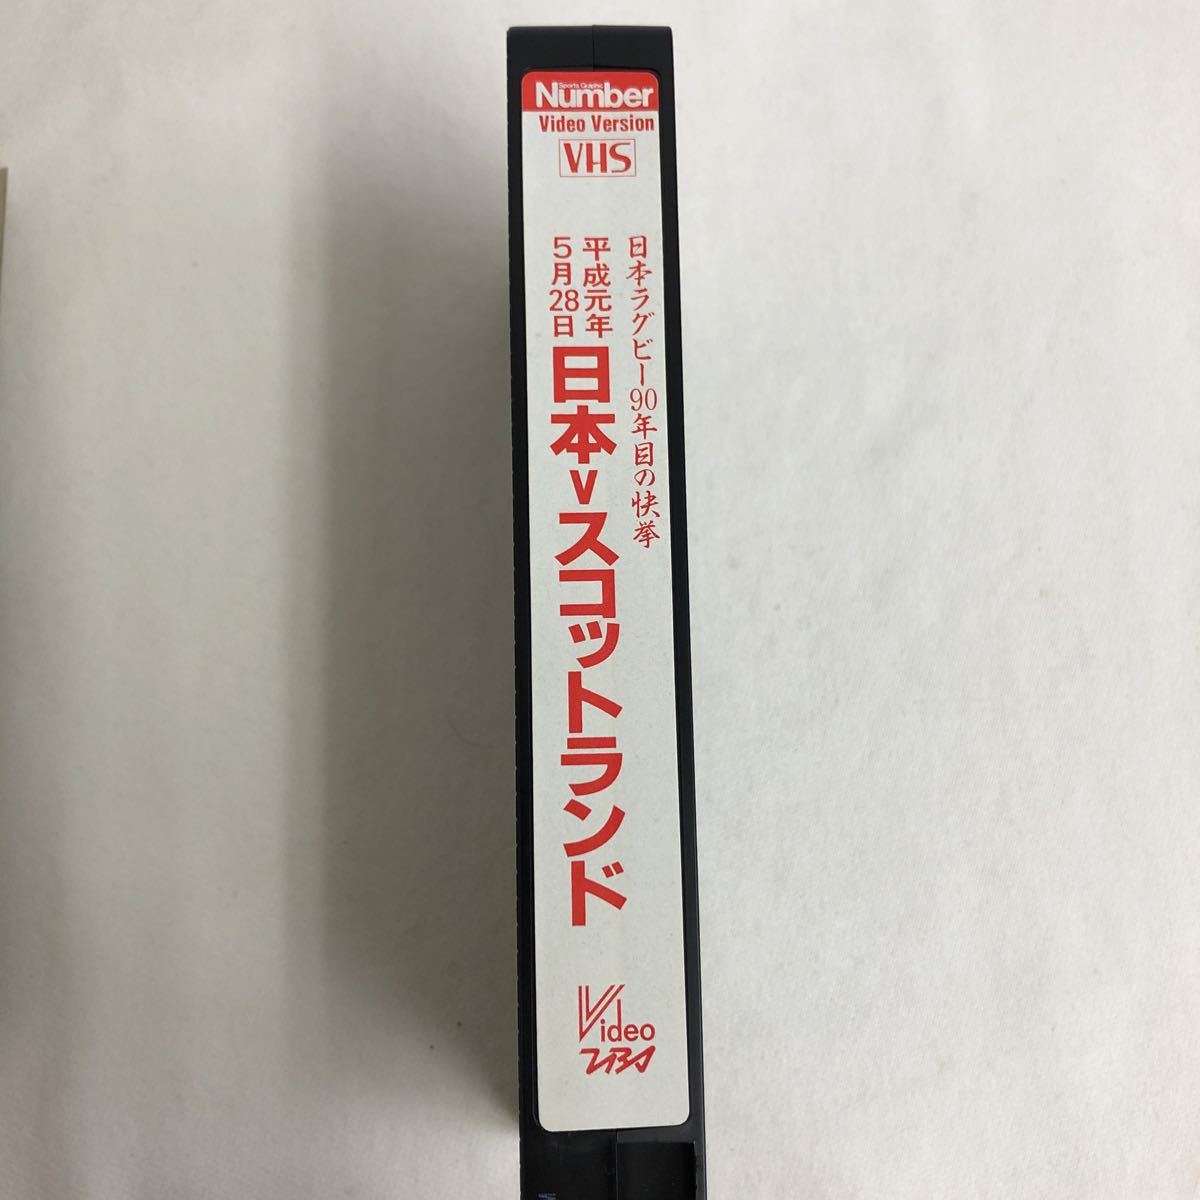 Sports Graphic
Number
Video Version
VHS
日本ラグビー90年目の快挙
平成元年
5月28日
日本vスコットランド
Video
TBS